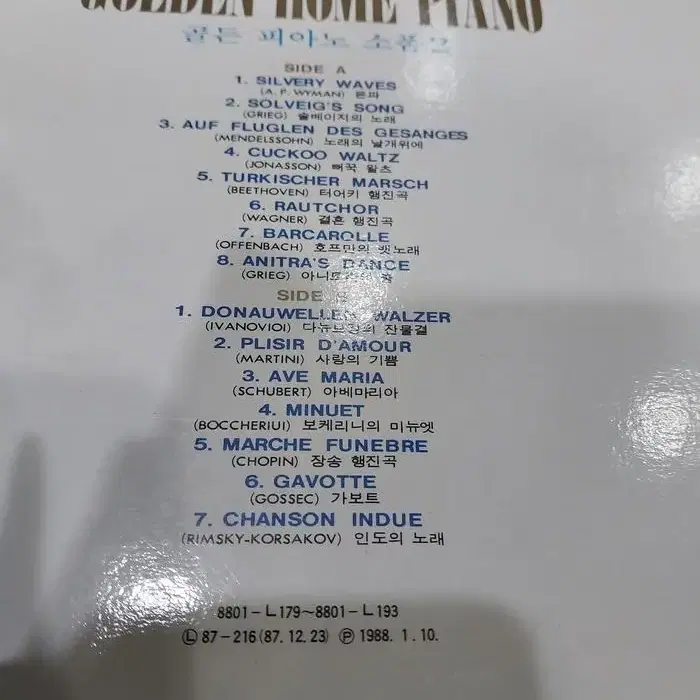 GOLDEN HOME PIANO
골든 피아노 소품 2
SIDE A
1. SILVERY WAVES
(A. P. WYMAN) 은파
2. SOLVEIG'S SONG
(GRIEG) 솔베이지의 노래
3. AUF FLUGLEN DES GESANGES
(MENDELSSOHN) 노래의 날개위에
4. CUCKOO WALTZ
(JONASSON) 뻐꾹 왈츠
5. TURKISCHER MARSCH
(BEETHOVEN) 터어키 행진곡
6. RAUTCHOR
(WAGNER) 결혼 행진곡
7. BARCAROLLE
(OFFENBACH) 호프만의 뱃노래
8. ANITRA'S DANCE
(GRIEG)
SIDE
1. DONAUWELLEN WALZER
(IVANOVIOI) 잔물결
2. PLISIR D'AMOUR
(MARTINI) 사랑의 기쁨
3. AVE MARIA
(SCHUBERT) 아베마리아
4. MINUET
(BOCCHERIUI) 보케리니의 미뉴엣
5. MARCHE FUNEBRE
(CHOPIN) 장송 행진곡
6. GAVOTTE
(GOSSEC) 가보트
7. CHANSON INDUE
(RIMSKY-KORSAKOV) 인도의 노래
8801-L179~8801-L193
Ⓛ 87-216(87. 12. 23) Ⓟ 1988. 1. 10.